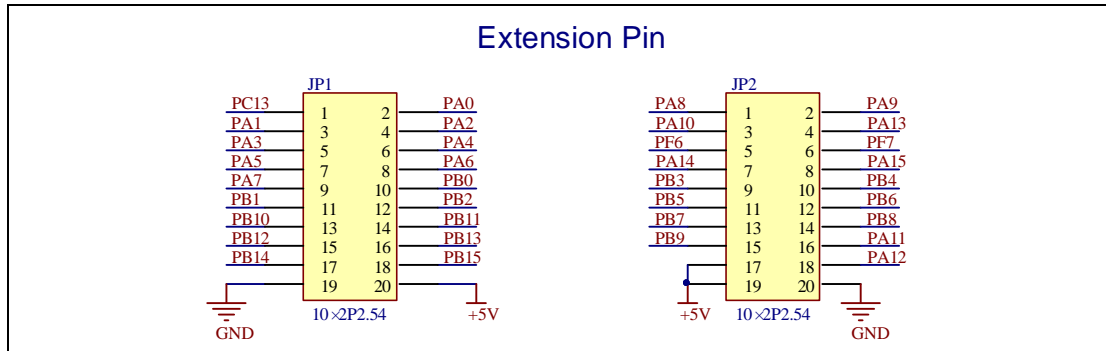 Extension Pin
JP1
PC13 1 2 PA0
PA1 3 4 PA2
PA3 5 6 PA4
PA5 7 8 PA6
PA7 9 10 PB0
PB1 11 12 PB2
PB10 13 14 PB11
PB12 15 16 PB13
PB14 17 18 PB15
19 20
GND 10×2P2.54 +5V
JP2
PA8 1 2 PA9
PA10 3 4 PA13
PF6 5 6 PF7
PA14 7 8 PA15
PB3 9 10 PB4
PB5 11 12 PB6
PB7 13 14 PB8
PB9 15 16 PA11
17 18 PA12
19 20
+5V 10×2P2.54 GND